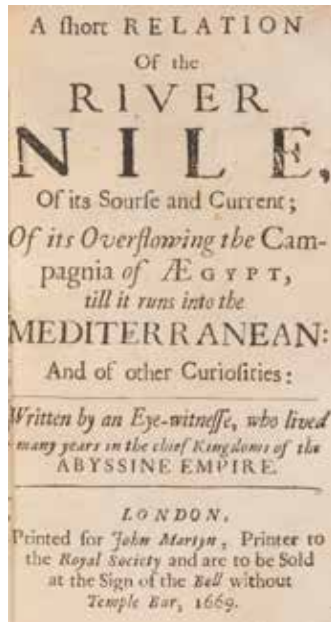 A ſhort RELATION
Of the
RIVER
NILE,
Of its Sourſe and Current;
Of its Overflowing the Cam-
pagnia of ÆGYPT,
till it runs into the
MEDITERRANEAN:
And of other Curioſities:
Written by an Eye-witneſſe, who lived
many years in the chief Kingdoms of the
ABYSSINE EMPIRE.
LONDON,
Printed for John Martyn, Printer to
the Royal Society and are to be Sold
at the Sign of the Bell without
Temple Bar, 1669.